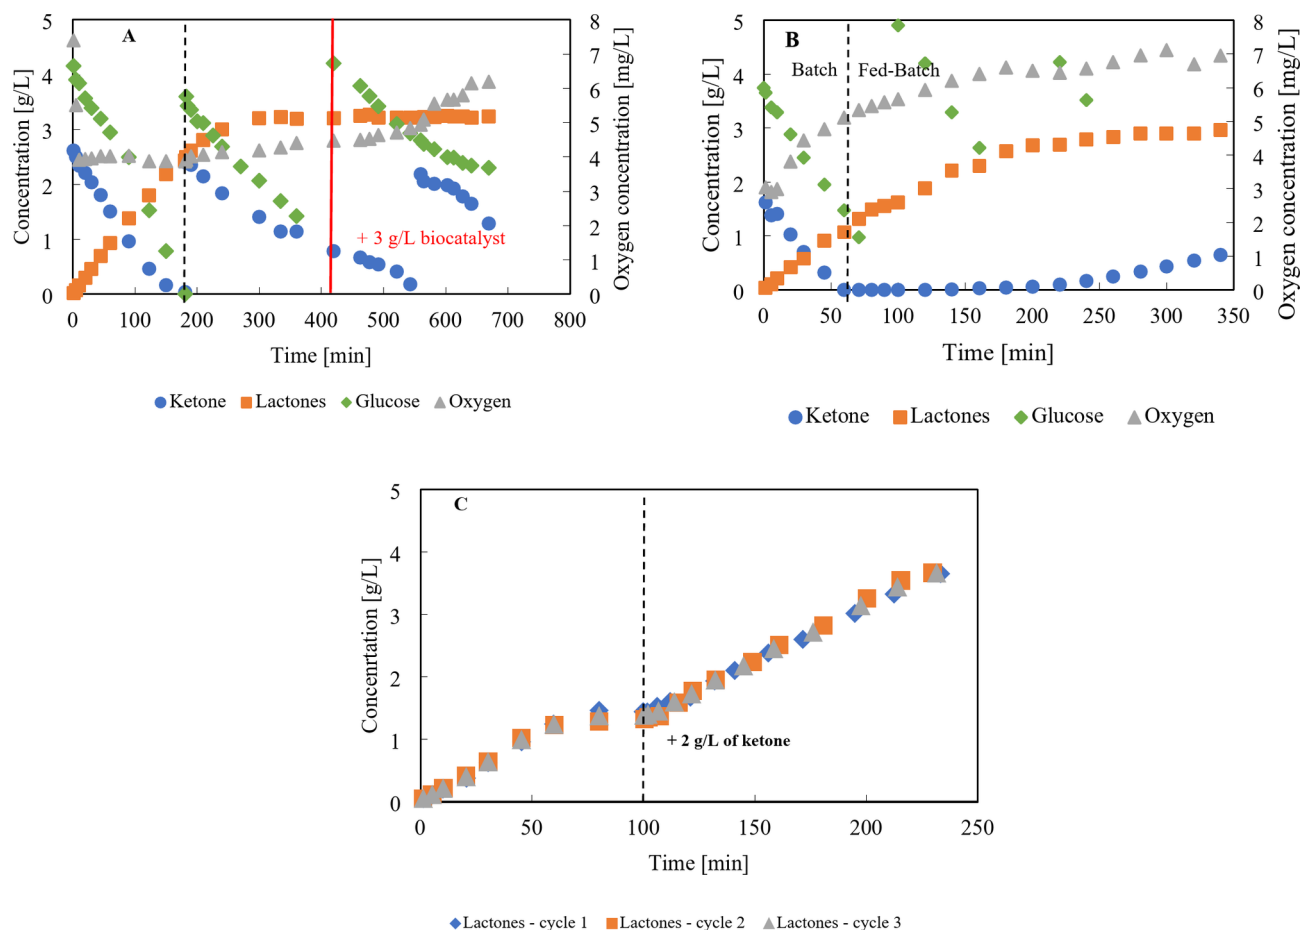 A
Concentration [g/L]
5
4
3
2
1
0
8
7
6
5
4
3
2
1
0
Oxygen concentration [mg/L]
+ 3 g/L biocatalyst
0 100 200 300 400 500 600 700 800
Time [min]
Ketone Lactones Glucose Oxygen
B
Batch Fed-Batch
Concentration [g/L]
5
4
3
2
1
0
8
7
6
5
4
3
2
1
0
Oxygen concentration [mg/L]
0 50 100 150 200 250 300 350
Time [min]
Ketone Lactones Glucose Oxygen
C
Concenrtation [g/L]
5
4
3
2
1
0
+ 2 g/L of ketone
0 50 100 150 200 250
Time [min]
Lactones - cycle 1 Lactones - cycle 2 Lactones - cycle 3